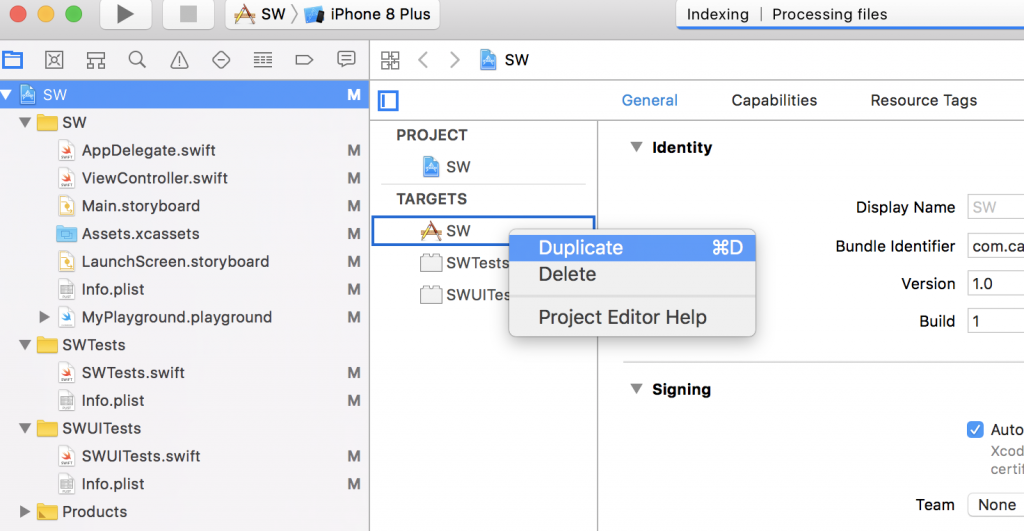 SW iPhone 8 Plus
Indexing | Processing files
SW
SW M
General Capabilities Resource Tags
SW
AppDelegate.swift M
ViewController.swift M
Main.storyboard M
Assets.xcassets M
LaunchScreen.storyboard M
Info.plist M
MyPlayground.playground M
SWTests
SWTests.swift M
Info.plist M
SWUITests
SWUITests.swift M
Info.plist M
Products
PROJECT
SW
TARGETS
SW
SWTests
SWUITes
Duplicate ⌘D
Delete
Project Editor Help
Identity
Display Name SW
Bundle Identifier com.ca
Version 1.0
Build 1
Signing
Auto
Xcod
certif
Team None